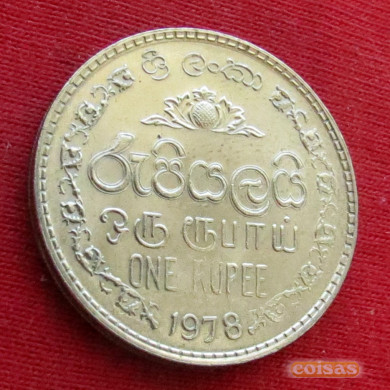 ශ්‍රී ලංකා
රුපියලයි
ஒரு ரூபாய்
ONE RUPEE
1978
coisas